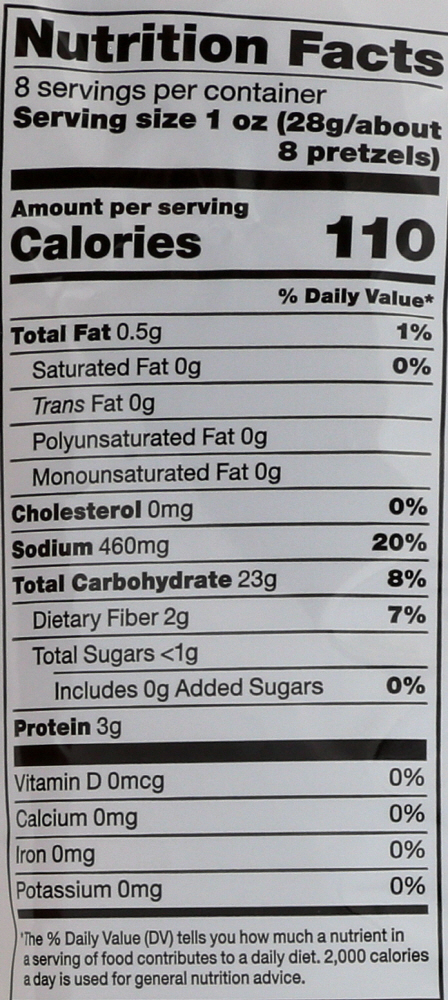 Nutrition Facts
8 servings per container
Serving size 1 oz (28g/about
8 pretzels)
Amount per serving
Calories 110
% Daily Value*
Total Fat 0.5g 1%
Saturated Fat 0g 0%
Trans Fat 0g
Polyunsaturated Fat 0g
Monounsaturated Fat 0g
Cholesterol 0mg 0%
Sodium 460mg 20%
Total Carbohydrate 23g 8%
Dietary Fiber 2g 7%
Total Sugars <1g
Includes 0g Added Sugars 0%
Protein 3g
Vitamin D 0mcg 0%
Calcium 0mg 0%
Iron 0mg 0%
Potassium 0mg 0%
*The % Daily Value (DV) tells you how much a nutrient in
a serving of food contributes to a daily diet. 2,000 calories
a day is used for general nutrition advice.